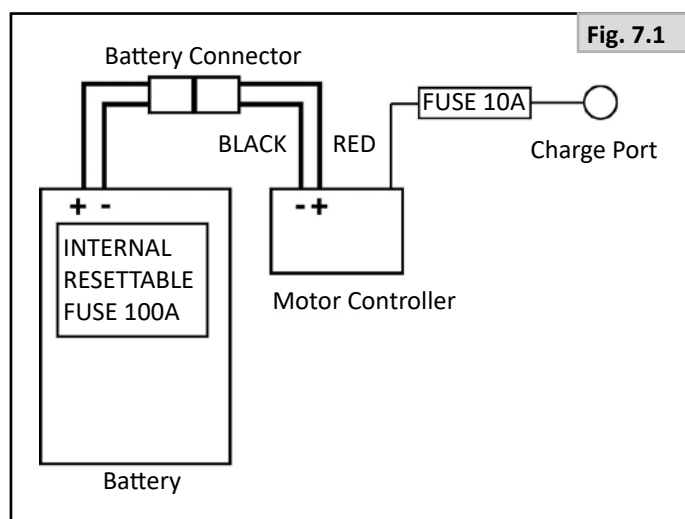 Fig. 7.1
Battery Connector
FUSE 10A
BLACK RED
Charge Port
+ - - +
INTERNAL
RESETTABLE
FUSE 100A
Motor Controller
Battery